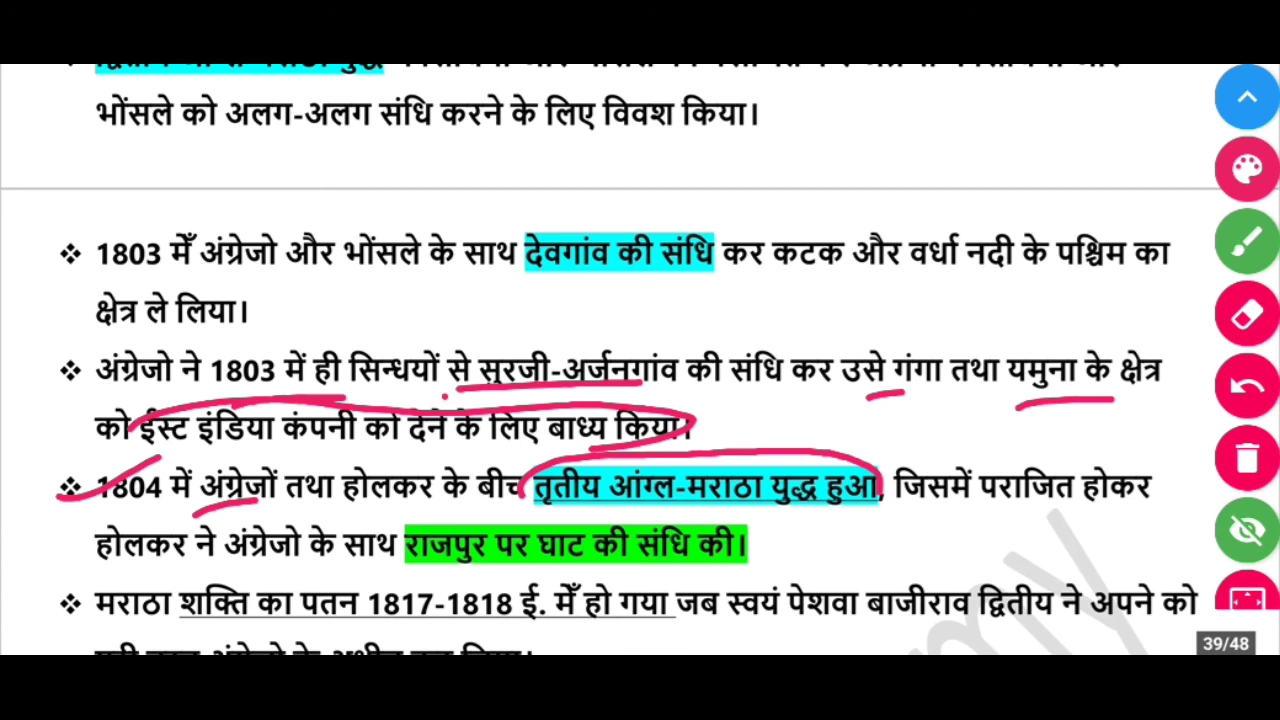 भोंसले को अलग-अलग संधि करने के लिए विवश किया।
❖ 1803 मेँ अंग्रेजो और भोंसले के साथ देवगांव की संधि कर कटक और वर्धा नदी के पश्चिम का
क्षेत्र ले लिया।
❖ अंग्रेजो ने 1803 में ही सिन्धयों से सुरजी-अर्जनगांव की संधि कर उसे गंगा तथा यमुना के क्षेत्र
को ईस्ट इंडिया कंपनी को देने के लिए बाध्य किया।
❖ 1804 में अंग्रेजों तथा होलकर के बीच तृतीय आंग्ल-मराठा युद्ध हुआ, जिसमें पराजित होकर
होलकर ने अंग्रेजो के साथ राजपुर पर घाट की संधि की।
❖ मराठा शक्ति का पतन 1817-1818 ई. मेँ हो गया जब स्वयं पेशवा बाजीराव द्वितीय ने अपने को
39/48